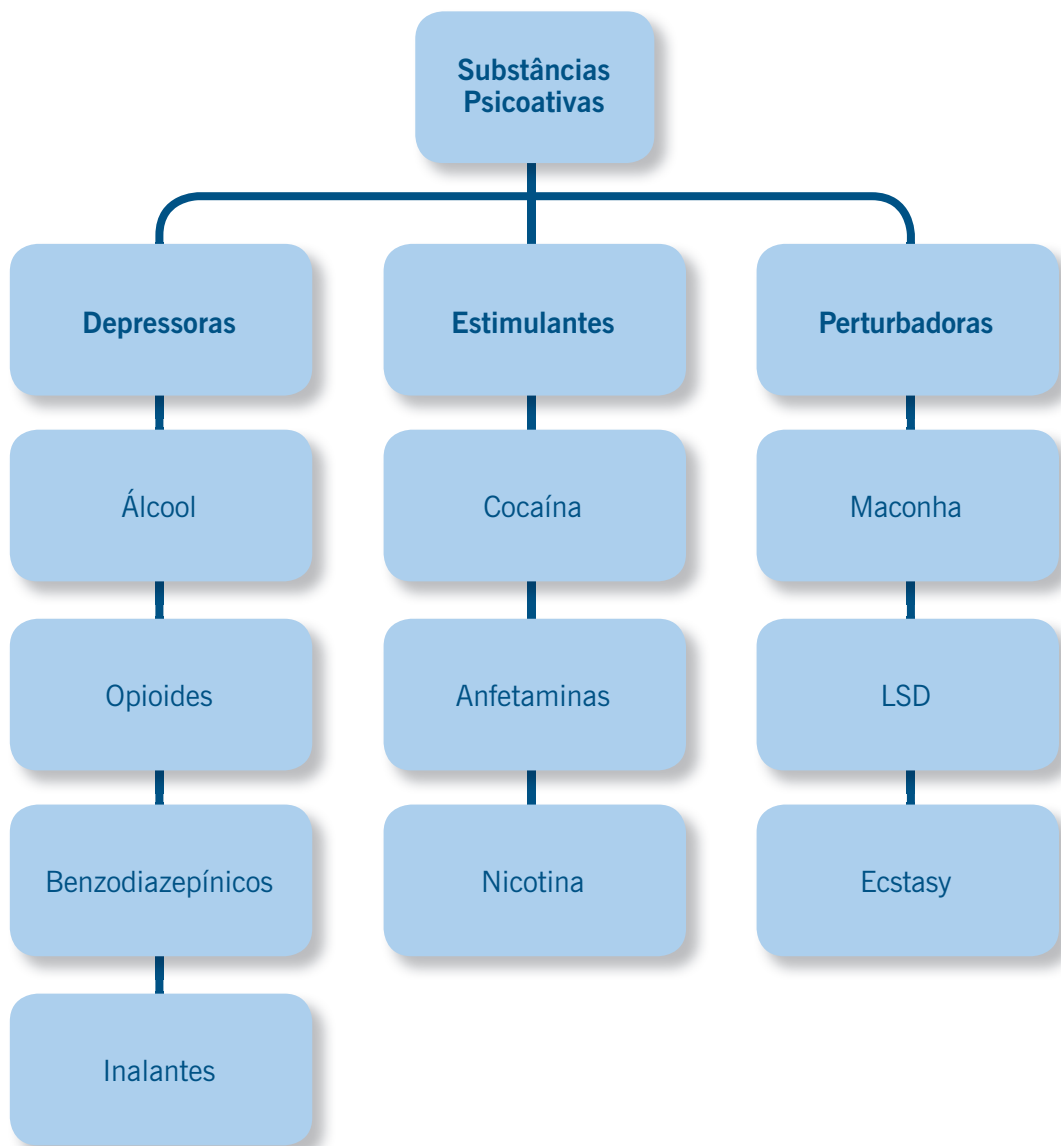 Substâncias
Psicoativas
Depressoras
Estimulantes
Perturbadoras
Álcool
Cocaína
Maconha
Opioides
Anfetaminas
LSD
Benzodiazepínicos
Nicotina
Ecstasy
Inalantes